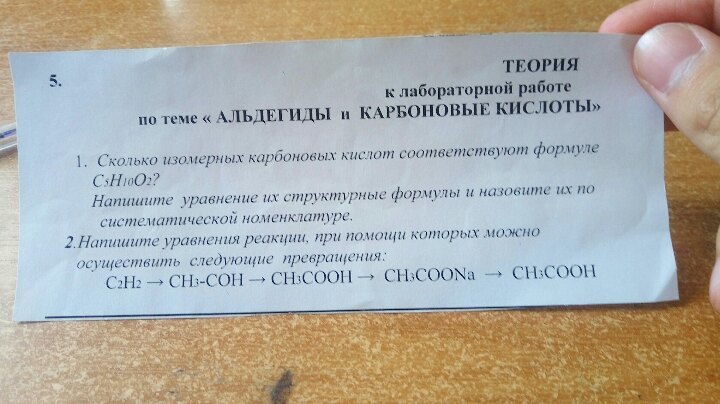 5.
ТЕОРИЯ
к лабораторной работе
по теме « АЛЬДЕГИДЫ и КАРБОНОВЫЕ КИСЛОТЫ»
1. Сколько изомерных карбоновых кислот соответствуют формуле
C5H10O2?
Напишите уравнение их структурные формулы и назовите их по
систематической номенклатуре.
2.Напишите уравнения реакции, при помощи которых можно
осуществить следующие превращения:
C2H2 → CH3-COH → CH3COOH → CH3COONa → CH3COOH